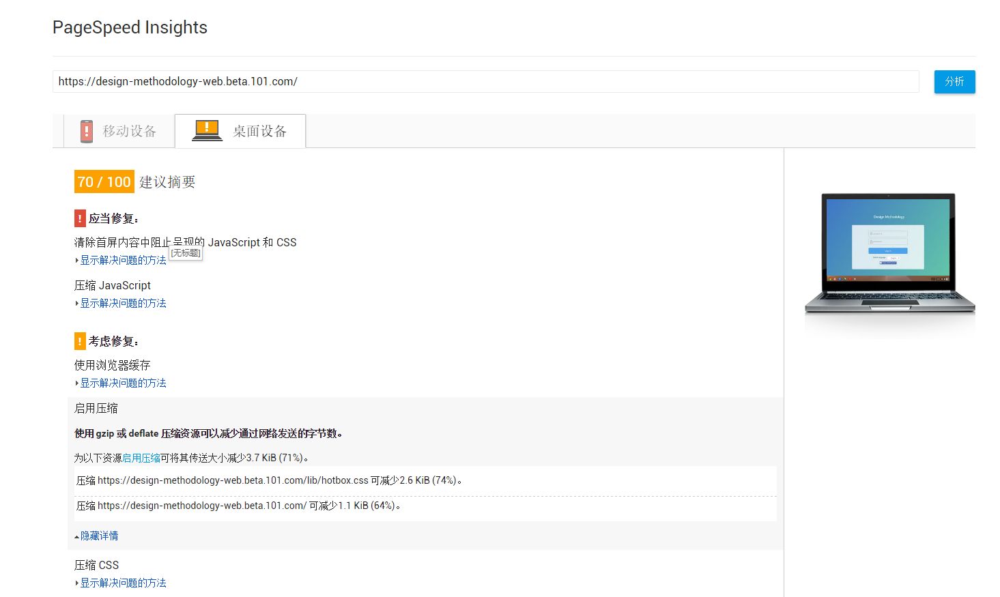 PageSpeed Insights
https://design-methodology-web.beta.101.com/
分析
移动设备
桌面设备
70 / 100 建议摘要
! 应当修复：
清除首屏内容中阻止呈现的 JavaScript 和 CSS
[无标题]
显示解决问题的方法
压缩 JavaScript
显示解决问题的方法
! 考虑修复：
使用浏览器缓存
显示解决问题的方法
启用压缩
使用 gzip 或 deflate 压缩资源可以减少通过网络发送的字节数。
为以下资源启用压缩可将其传送大小减少3.7 KiB (71%)。
压缩 https://design-methodology-web.beta.101.com/lib/hotbox.css 可减少2.6 KiB (74%)。
压缩 https://design-methodology-web.beta.101.com/ 可减少1.1 KiB (64%)。
隐藏详情
压缩 CSS
显示解决问题的方法
Design Methodology